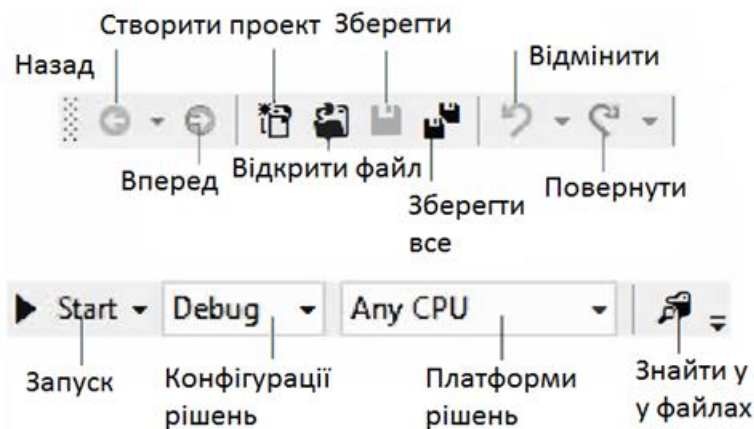 Створити проект Зберегти
Назад
Відмінити
Вперед
Відкрити файл
Повернути
Зберегти
все
Start
Debug
Any CPU
Запуск
Конфігурації
рішень
Платформи
рішень
Знайти у
у файлах